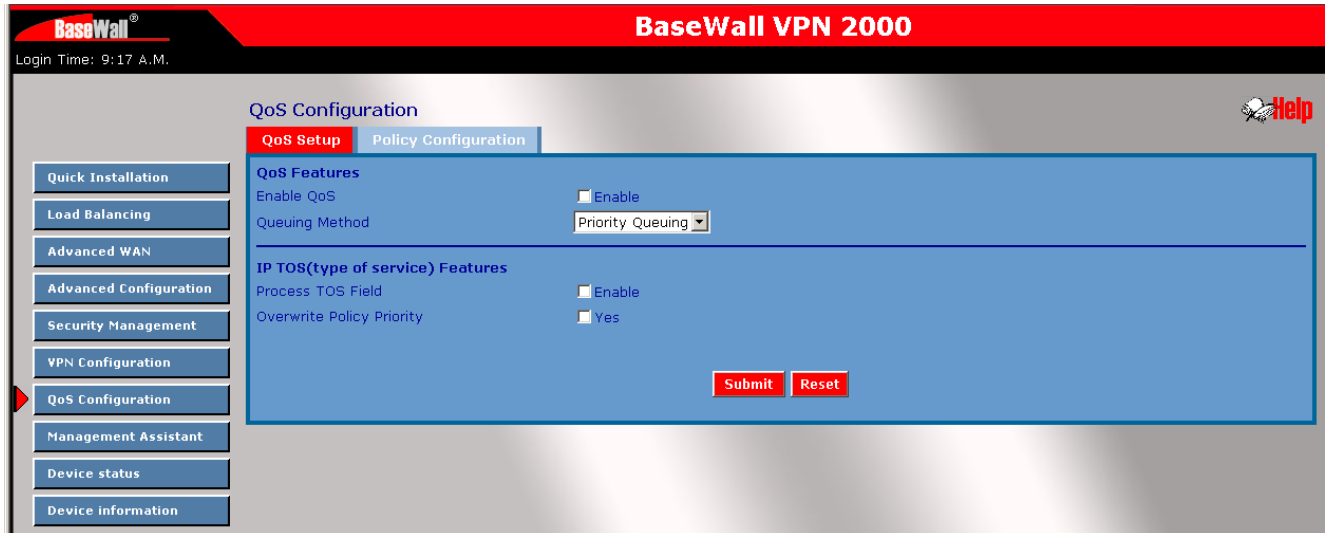 BaseWall®
BaseWall VPN 2000
Login Time: 9:17 A.M.
QoS Configuration
Help
QoS Setup
Policy Configuration
Quick Installation
Load Balancing
Advanced WAN
Advanced Configuration
Security Management
VPN Configuration
QoS Configuration
Management Assistant
Device status
Device information
QoS Features
Enable QoS
Enable
Queuing Method
Priority Queuing
IP TOS(type of service) Features
Process TOS Field
Enable
Overwrite Policy Priority
Yes
Submit
Reset